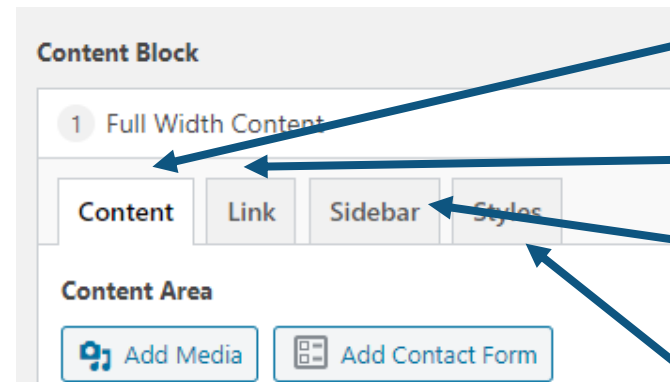 Content Block
1 Full Width Content
Content Link Sidebar Styles
Content Area
Add Media Add Contact Form